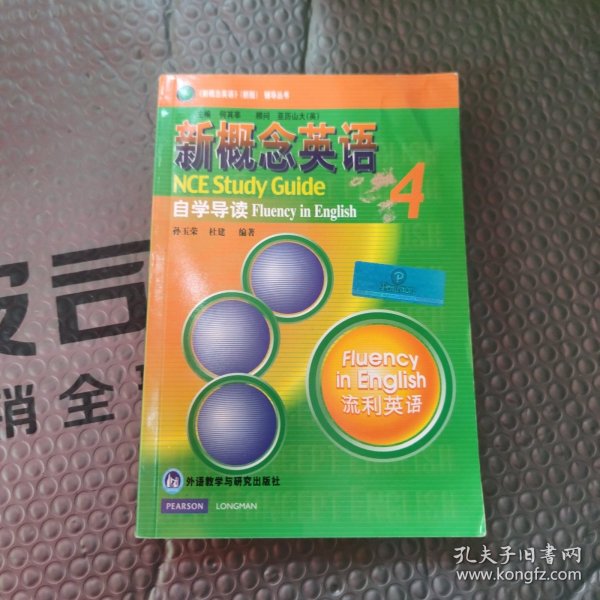 《新概念英语》(新版) 辅导丛书
主编 何其莘 顾问 亚历山大(英)
新概念英语
NCE Study Guide
自学导读 Fluency in English
4
孙玉荣 杜建 编著
Fluency
in English
流利英语
外语教学与研究出版社
PEARSON LONGMAN
司
销全
孔夫子旧书网
www.kongfz.com